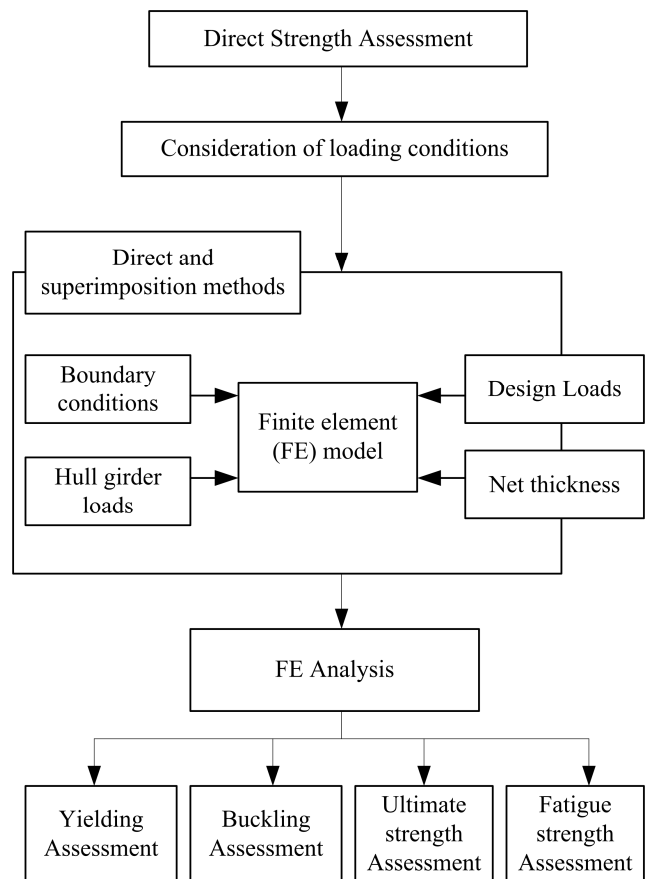 Direct Strength Assessment
Consideration of loading conditions
Direct and
superimposition methods
Boundary
conditions
Finite element
(FE) model
Design Loads
Hull girder
loads
Net thickness
FE Analysis
Yielding
Assessment
Buckling
Assessment
Ultimate
strength
Assessment
Fatigue
strength
Assessment